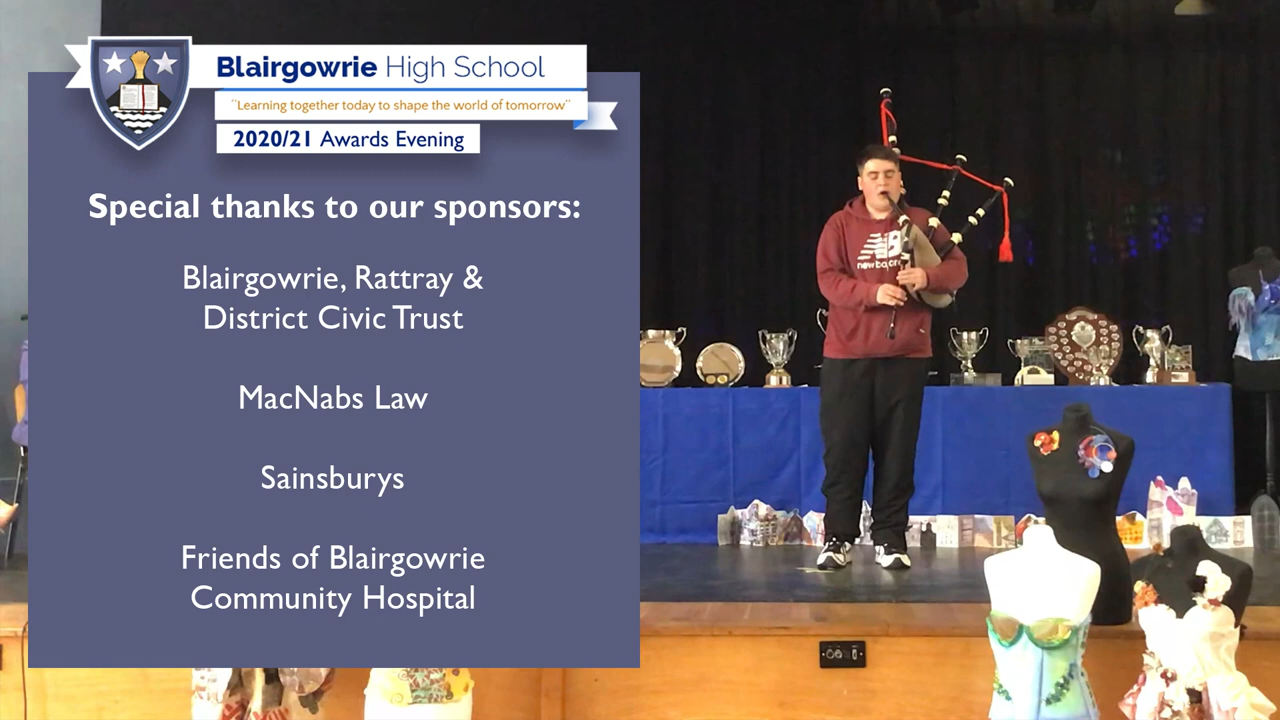 Blairgowrie High School
"Learning together today to shape the world of tomorrow"
2020/21 Awards Evening
Special thanks to our sponsors:
Blairgowrie, Rattray &
District Civic Trust
MacNabs Law
Sainsburys
Friends of Blairgowrie
Community Hospital
new balance